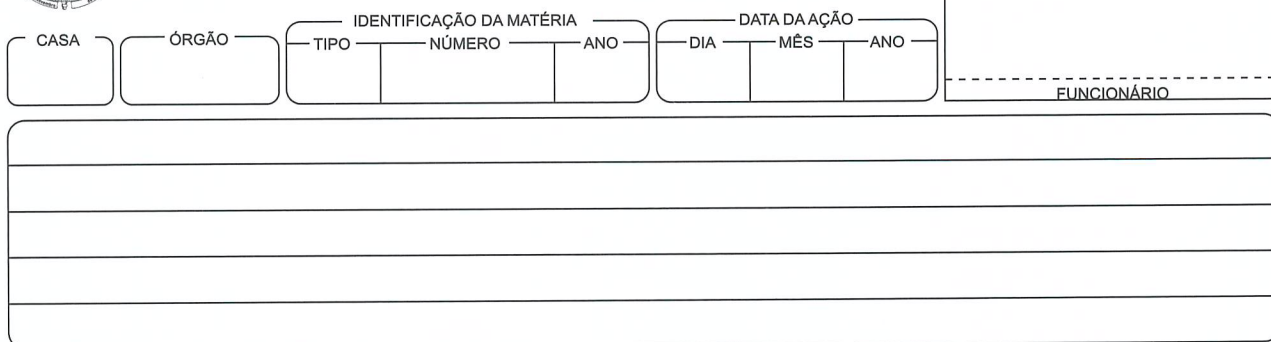 IDENTIFICAÇÃO DA MATÉRIA DATA DA AÇÃO
CASA ÓRGÃO TIPO NÚMERO ANO DIA MÊS ANO
FUNCIONÁRIO